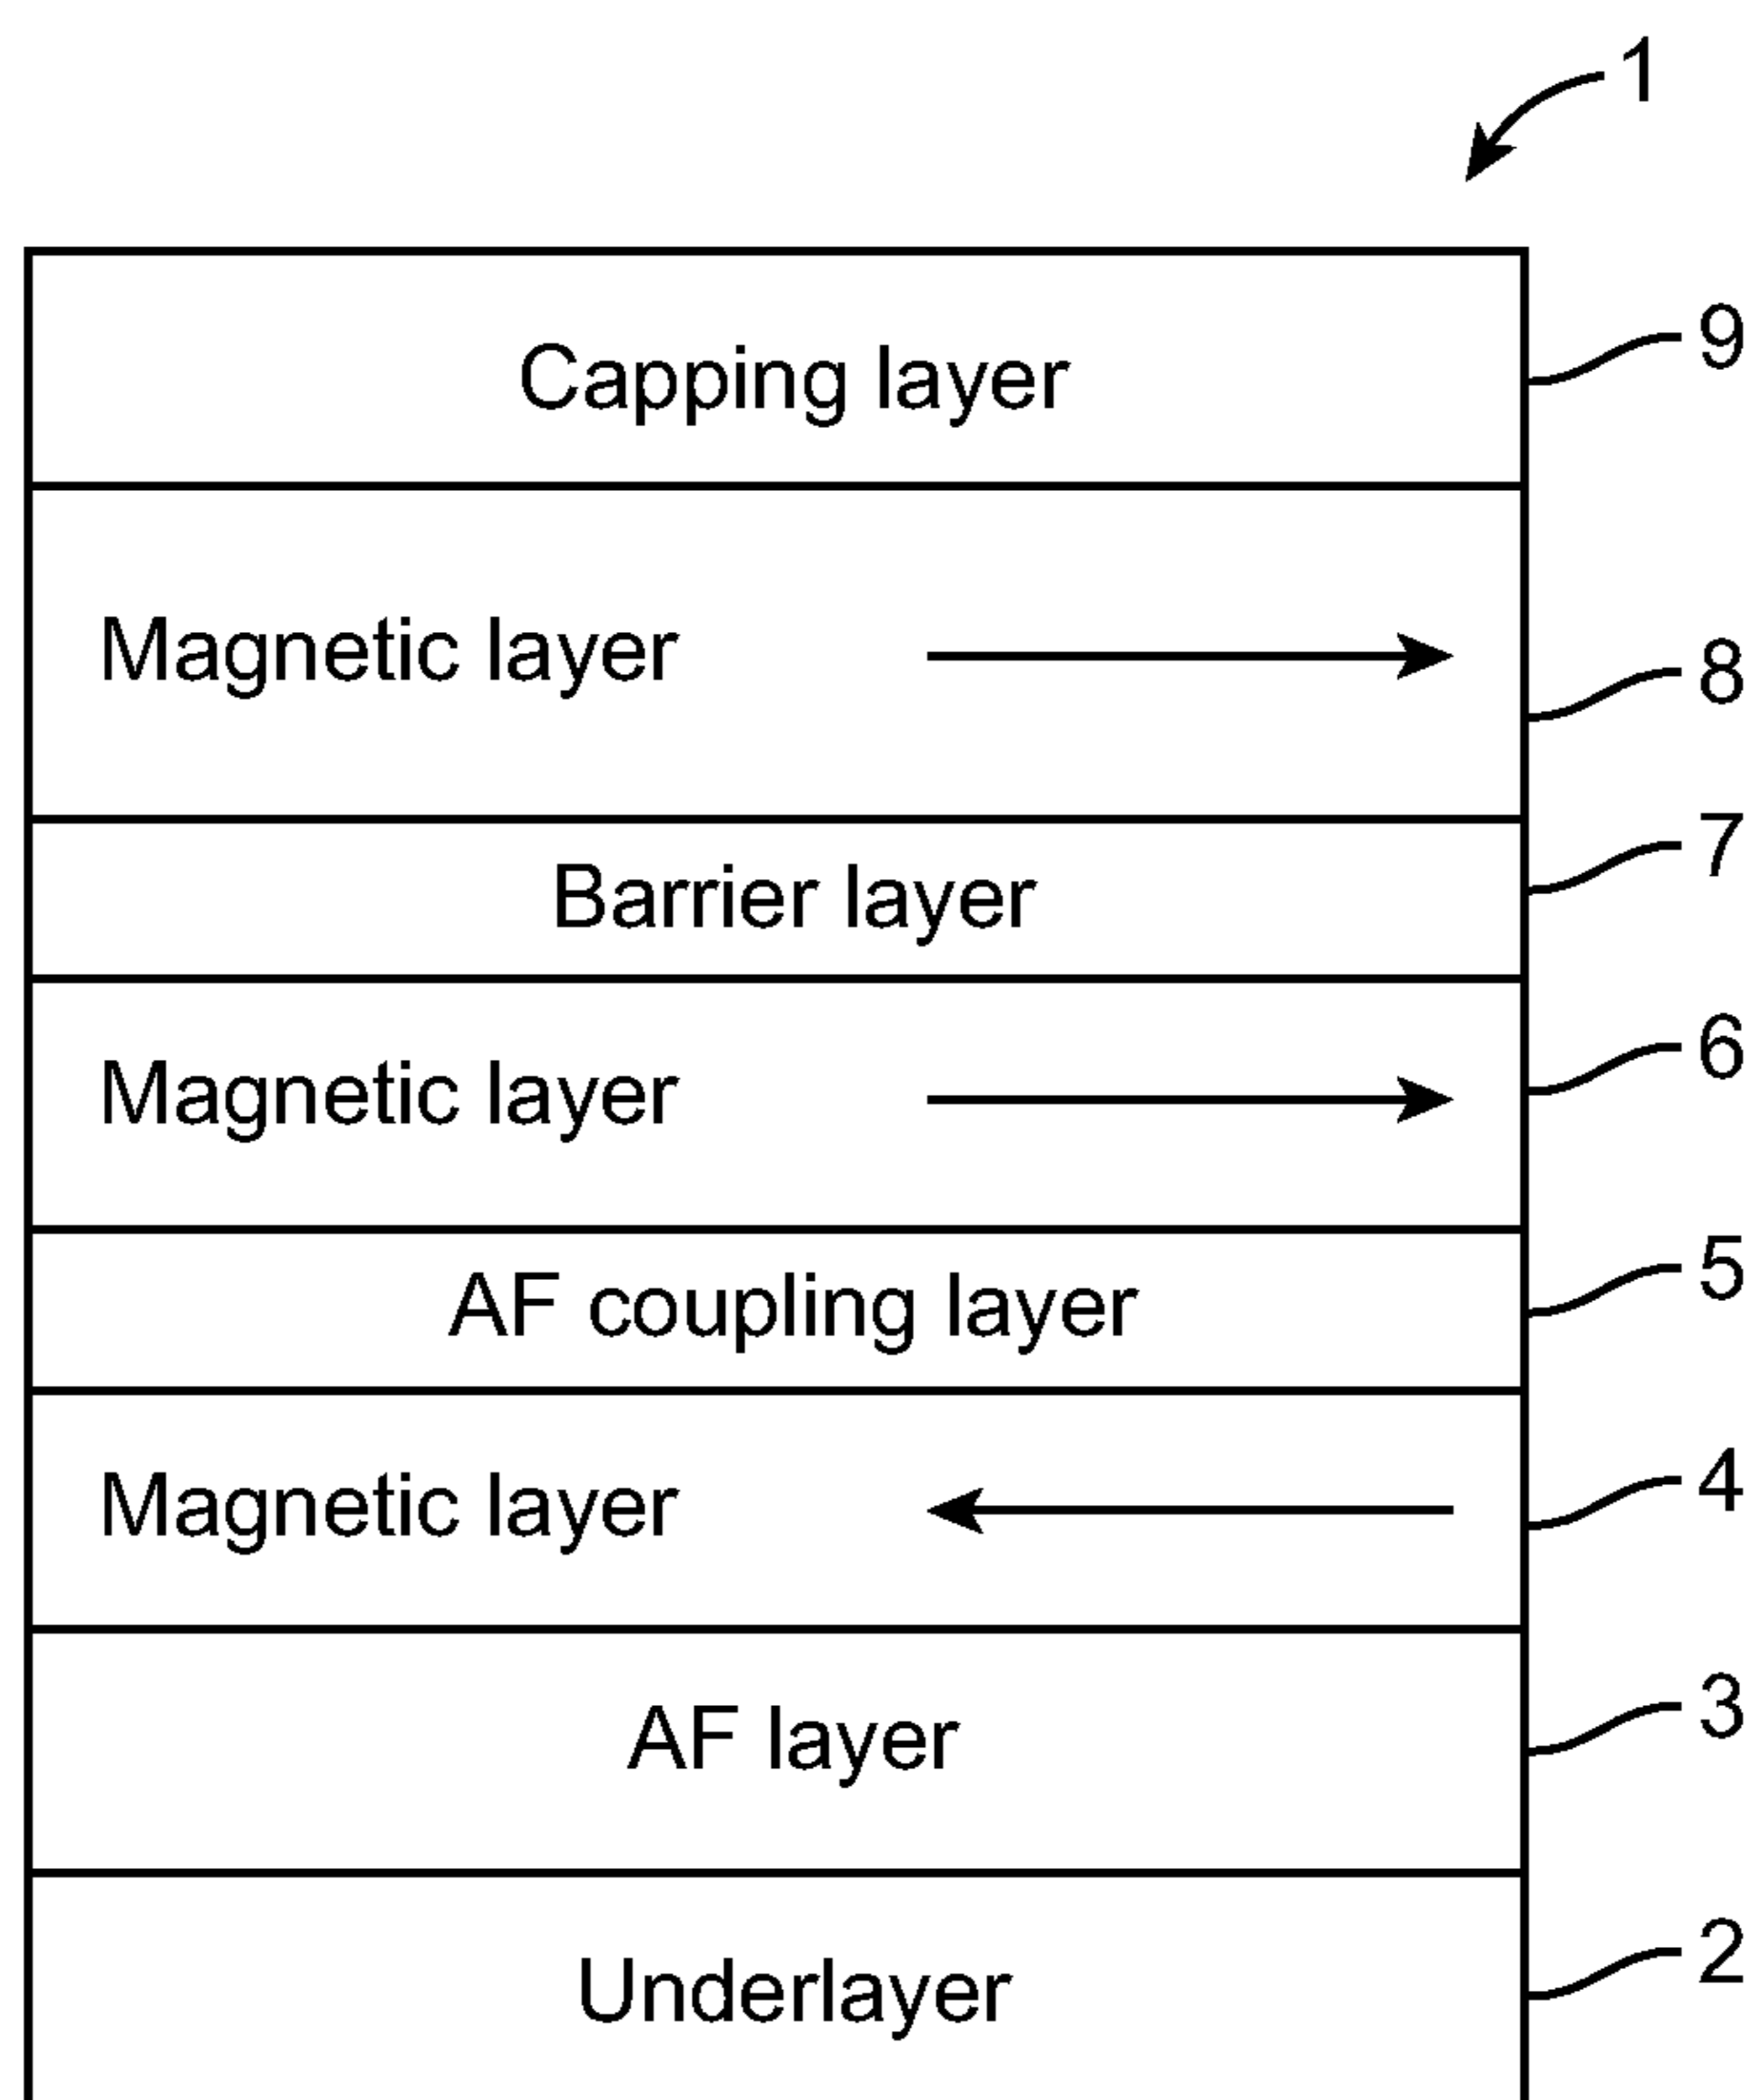 1
Capping layer 9
Magnetic layer 8
Barrier layer 7
Magnetic layer 6
AF coupling layer 5
Magnetic layer 4
AF layer 3
Underlayer 2